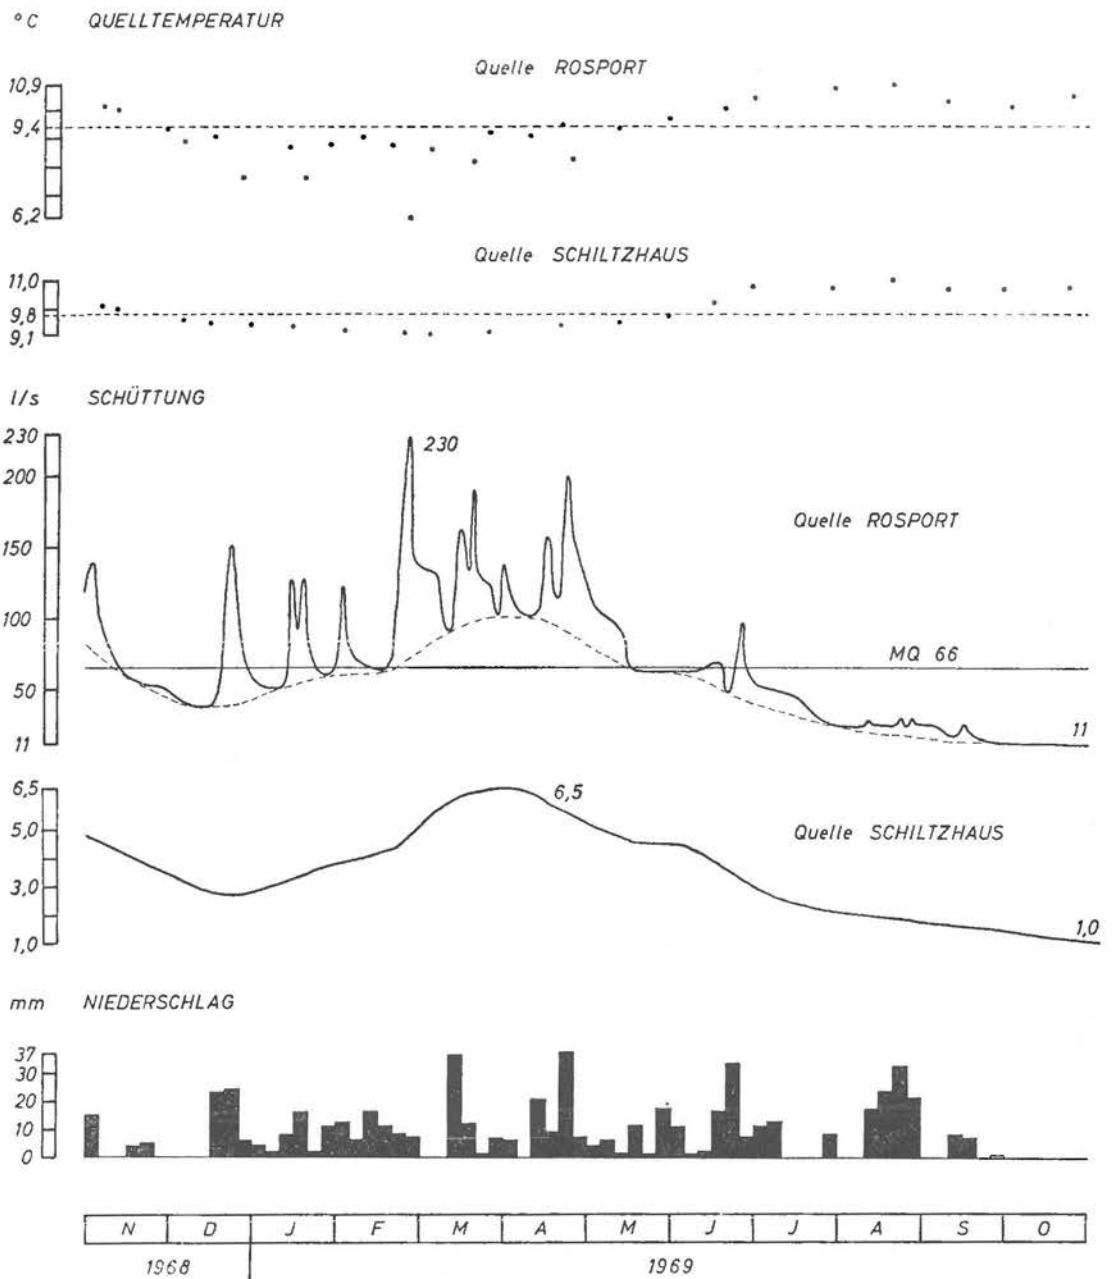 °C QUELLTEMPERATUR
Quelle ROSPORT
10,9
9,4
6,2
Quelle SCHILTZHAUS
11,0
9,8
9,1
l/s SCHÜTTUNG
230
230
200
Quelle ROSPORT
150
100
MQ 66
50
11
11
6,5
6,5
5,0
Quelle SCHILTZHAUS
3,0
1,0
1,0
mm NIEDERSCHLAG
37
30
20
10
0
N D J F M A M J J A S O
1968 1969